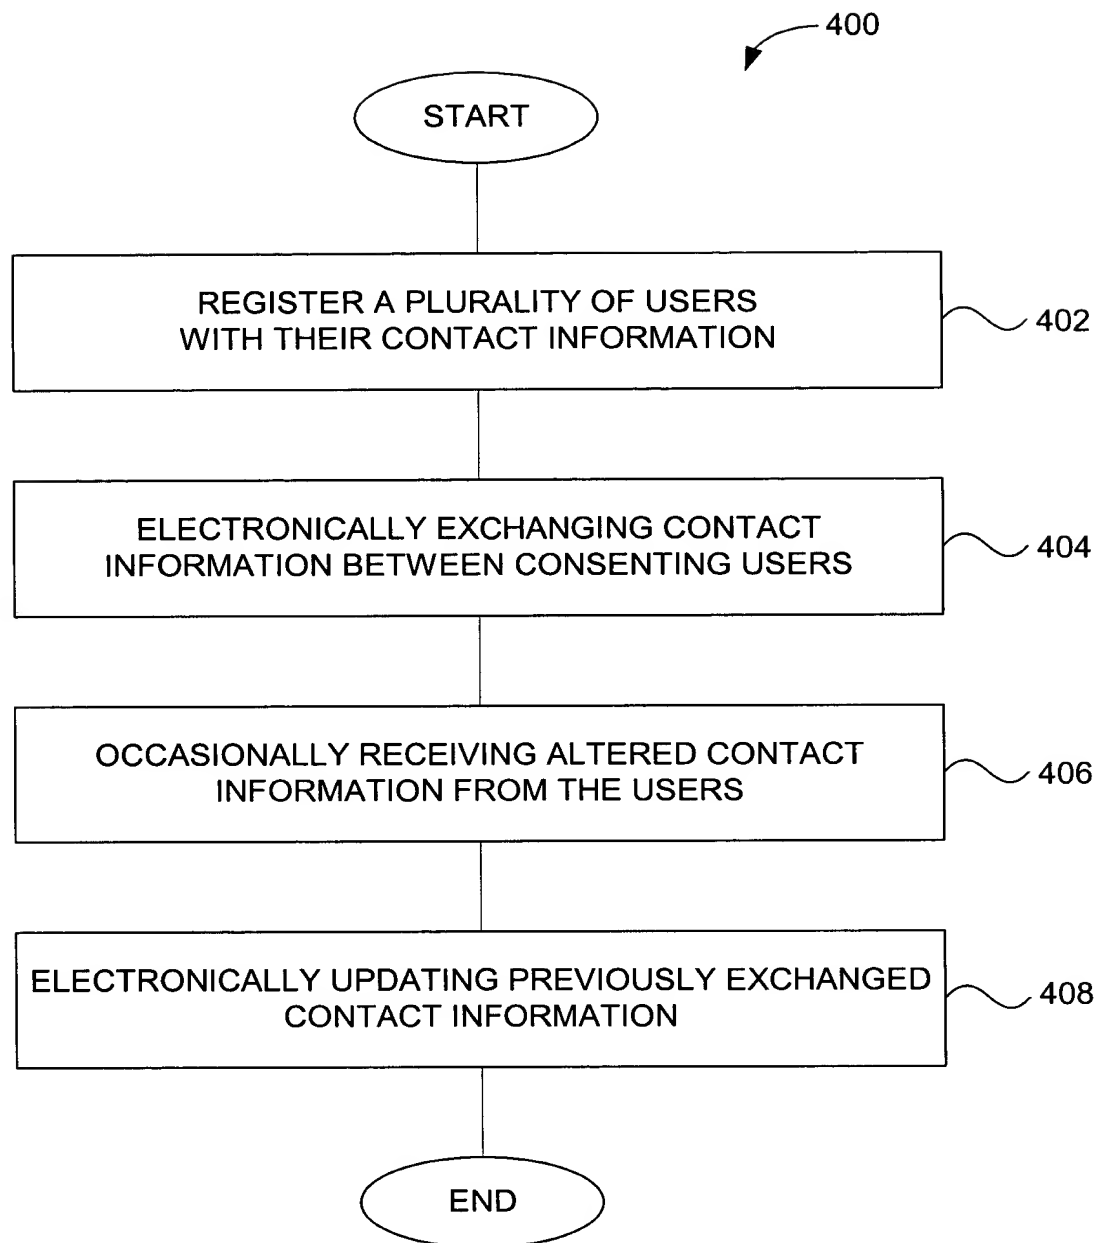 400
START
REGISTER A PLURALITY OF USERS
WITH THEIR CONTACT INFORMATION
402
ELECTRONICALLY EXCHANGING CONTACT
INFORMATION BETWEEN CONSENTING USERS
404
OCCASIONALLY RECEIVING ALTERED CONTACT
INFORMATION FROM THE USERS
406
ELECTRONICALLY UPDATING PREVIOUSLY EXCHANGED
CONTACT INFORMATION
408
END